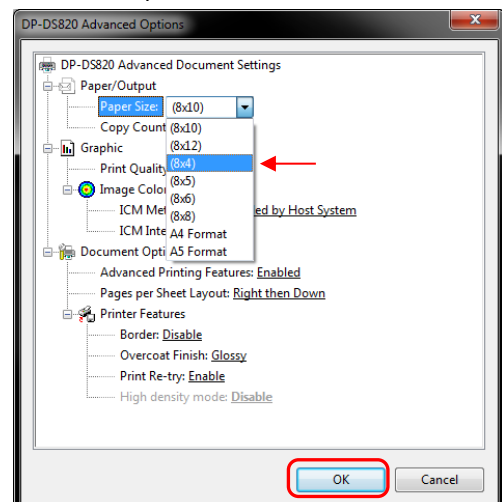 DP-DS820 Advanced Options
DP-DS820 Advanced Document Settings
Paper/Output
Paper Size: (8x10)
Copy Count
(8x10)
(8x12)
(8x4)
(8x5)
(8x6)
(8x8)
A4 Format
A5 Format
Graphic
Print Quality
Image Color
ICM Met ed by Host System
ICM Inte
Document Opti
Advanced Printing Features: Enabled
Pages per Sheet Layout: Right then Down
Printer Features
Border: Disable
Overcoat Finish: Glossy
Print Re-try: Enable
High density mode: Disable
OK Cancel